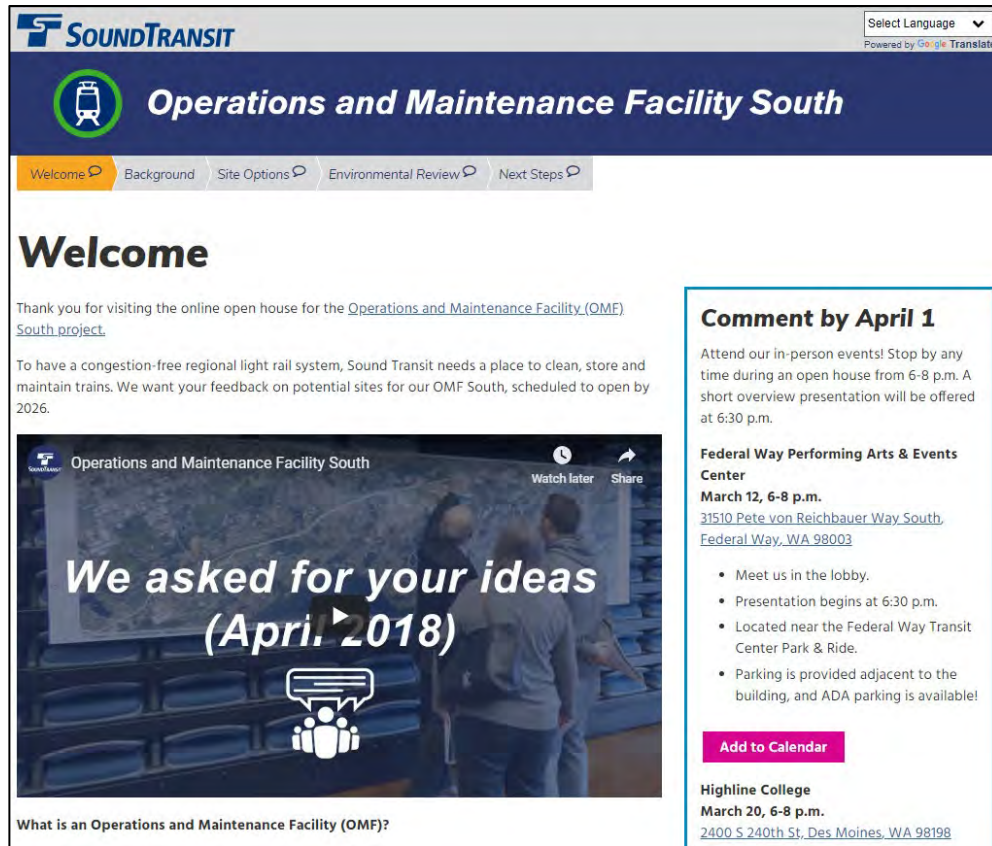 SOUNDTRANSIT
Select Language
Powered by Google Translate
Operations and Maintenance Facility South
Welcome
Background
Site Options
Environmental Review
Next Steps
Welcome
Thank you for visiting the online open house for the Operations and Maintenance Facility (OMF)
South project.
To have a congestion-free regional light rail system, Sound Transit needs a place to clean, store and
maintain trains. We want your feedback on potential sites for our OMF South, scheduled to open by
2026.
SOUNDTRANSIT
Operations and Maintenance Facility South
Watch later
Share
We asked for your ideas
(April 2018)
What is an Operations and Maintenance Facility (OMF)?
Comment by April 1
Attend our in-person events! Stop by any
time during an open house from 6-8 p.m. A
short overview presentation will be offered
at 6:30 p.m.
Federal Way Performing Arts & Events
Center
March 12, 6-8 p.m.
31510 Pete von Reichbauer Way South,
Federal Way, WA 98003
• Meet us in the lobby.
• Presentation begins at 6:30 p.m.
• Located near the Federal Way Transit
Center Park & Ride.
• Parking is provided adjacent to the
building, and ADA parking is available!
Add to Calendar
Highline College
March 20, 6-8 p.m.
2400 S 240th St, Des Moines, WA 98198